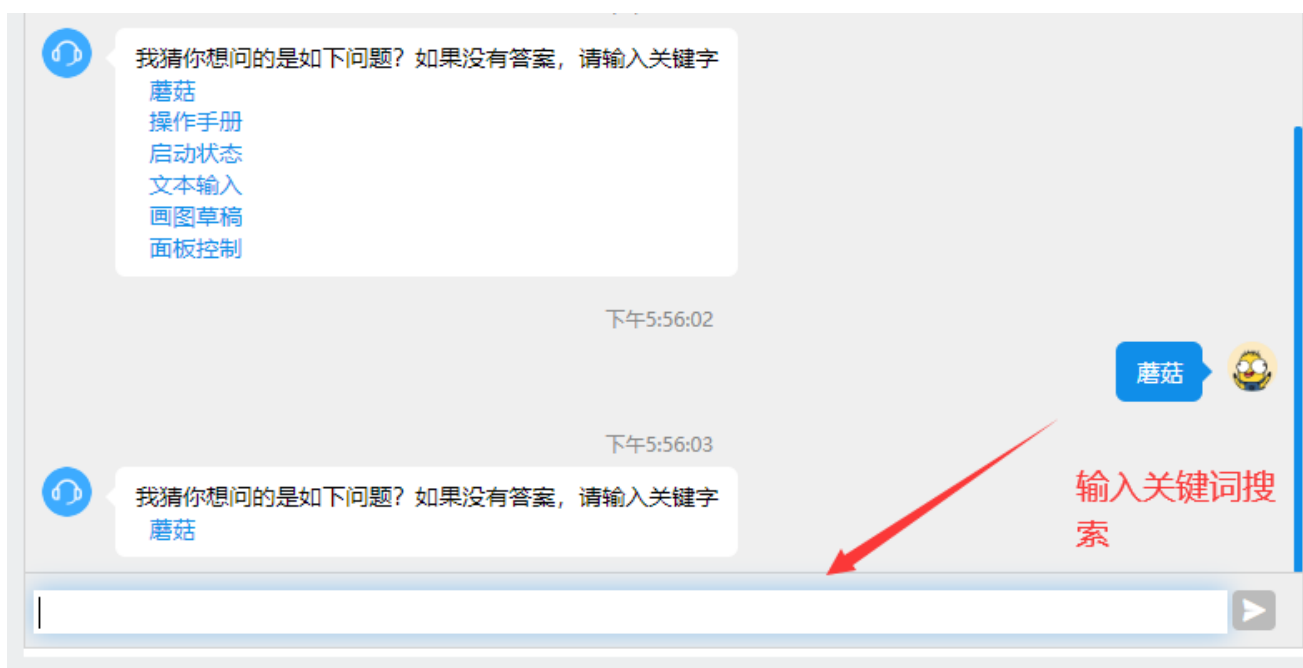 我猜你想问的是如下问题？如果没有答案，请输入关键字
蘑菇
操作手册
启动状态
文本输入
画图草稿
面板控制
下午5:56:02
蘑菇
下午5:56:03
我猜你想问的是如下问题？如果没有答案，请输入关键字
蘑菇
输入关键词搜
索